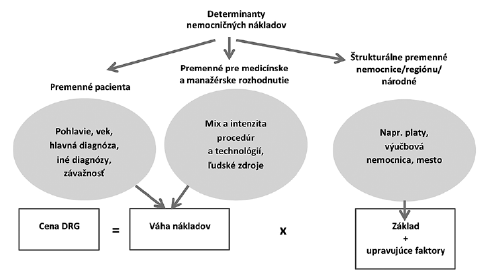 Determinanty
nemocničných nákladov
Premenné pacienta
Premenné pre medicínske
a manažérske rozhodnutie
Štrukturálne premenné
nemocnice/regiónu/
národné
Pohlavie, vek,
hlavná diagnóza,
iné diagnózy,
závažnosť
Mix a intenzita
procedúr
a technológií,
ľudské zdroje
Napr. platy,
výučbová
nemocnica, mesto
Cena DRG
=
Váha nákladov
x
Základ
+
upravujúce faktory